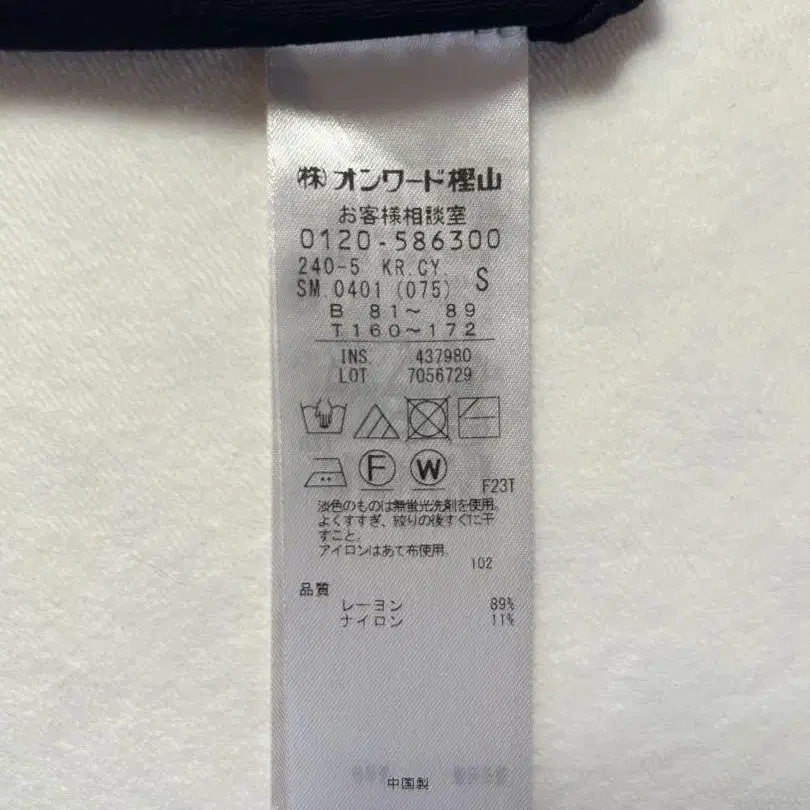 ㈱オンワード樫山
お客様相談室
0120-586300
240-5 KR.CY.
SM.0401(075) S
B 81～ 89
T160～172
INS. 437980
LOT 7056729
F
W
F23T
淡色のものは無蛍光洗剤を使用。
よくすすぎ、絞りの後すぐに干
すこと。
アイロンはあて布使用。
102
品質
レーヨン 89%
ナイロン 11%
中国製